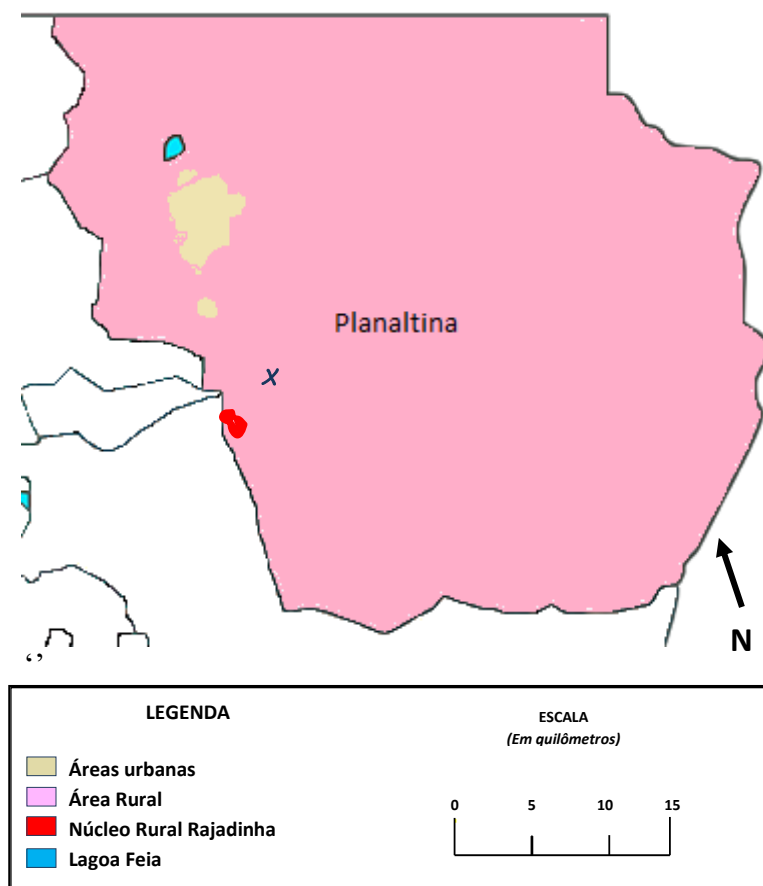 Planaltina
X
N
‘’
LEGENDA
Áreas urbanas
Área Rural
Núcleo Rural Rajadinha
Lagoa Feia
ESCALA
(Em quilômetros)
0 5 10 15